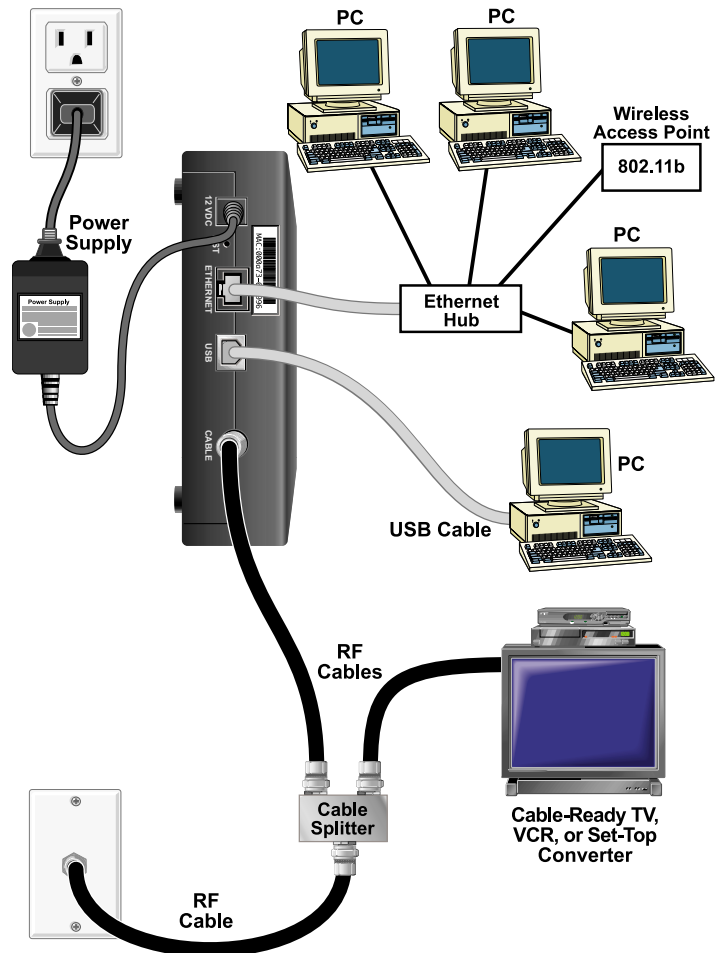 PC
PC
Wireless
Access Point
802.11b
Power
Supply
Power Supply
12 VDC
ETHERNET
USB
CABLE
PC
Ethernet
Hub
PC
USB Cable
RF
Cables
Cable
Splitter
Cable-Ready TV,
VCR, or Set-Top
Converter
RF
Cable